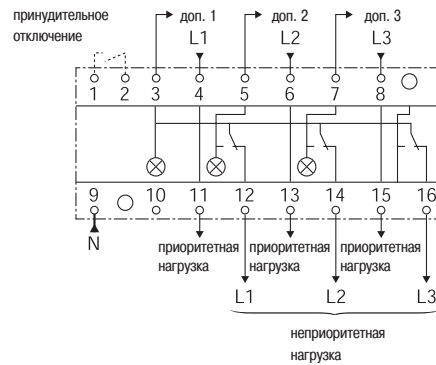 принудительное
отключение
доп. 1 доп. 2 доп. 3
L1 L2 L3
1 2 3 4 5 6 7 8
9 10 11 12 13 14 15 16
N
приоритетная приоритетная приоритетная
нагрузка нагрузка нагрузка
L1 L2 L3
неприоритетная
нагрузка